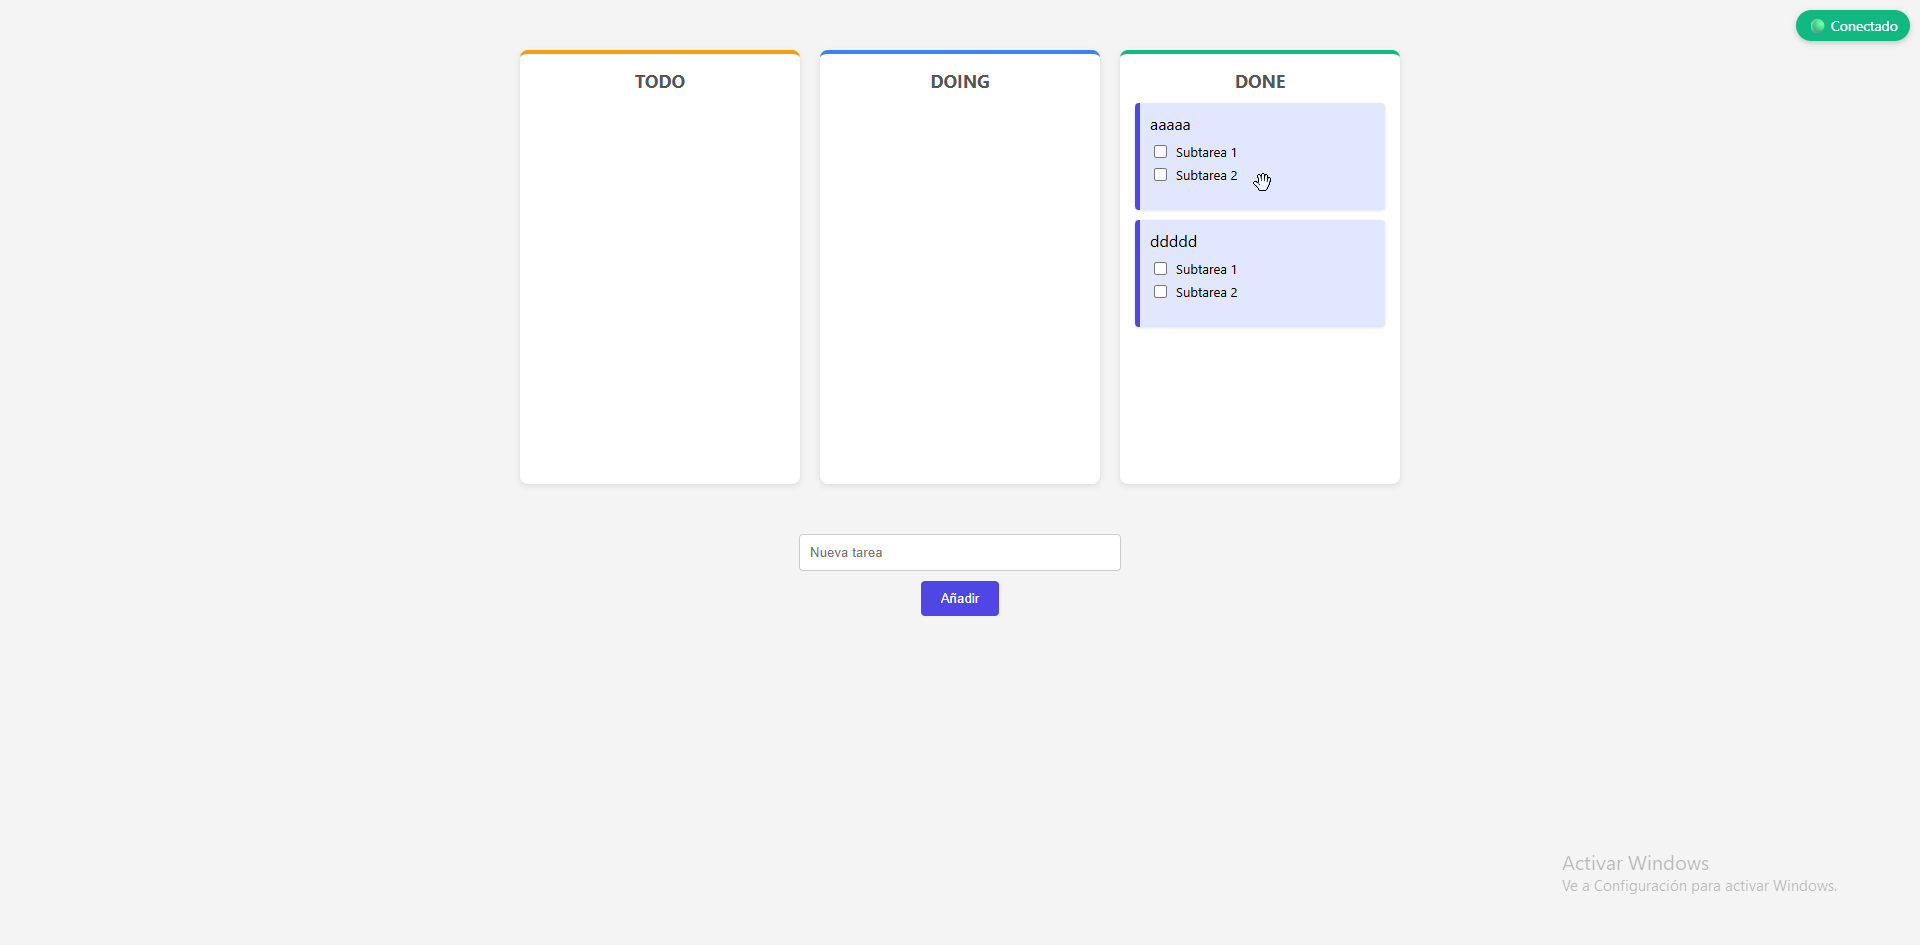 Conectado
TODO
DOING
DONE
aaaaa
Subtarea 1
Subtarea 2
ddddd
Subtarea 1
Subtarea 2
Nueva tarea
Añadir
Activar Windows
Ve a Configuración para activar Windows.